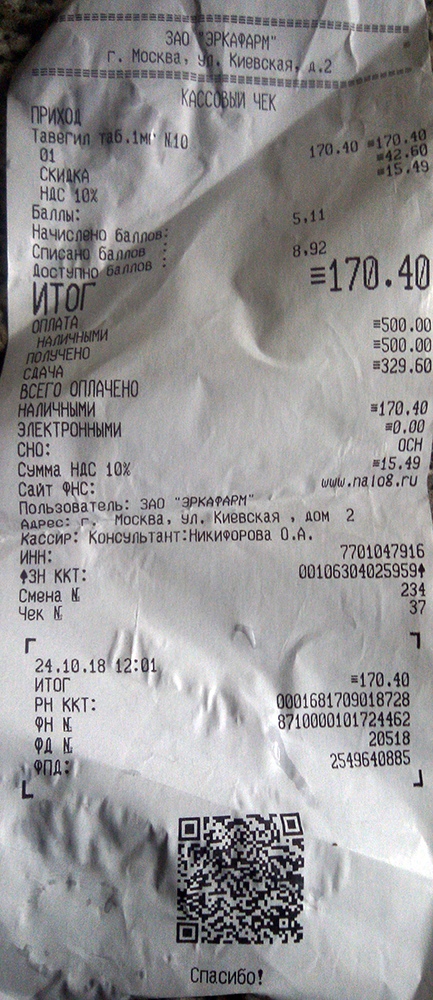 ЗАО "ЭРКАФАРМ"
г. Москва, ул. Киевская, д.2
КАССОВЫЙ ЧЕК
ПРИХОД
Тавегил таб.1мг N10
170.40 ≡170.40
01
СКИДКА ≡42.60
НДС 10% ≡15.49
Баллы:
Начислено баллов: 5,11
Списано баллов :
Доступно баллов : 8,92
ИТОГ ≡170.40
ОПЛАТА
НАЛИЧНЫМИ ≡500.00
ПОЛУЧЕНО ≡500.00
СДАЧА ≡329.60
ВСЕГО ОПЛАЧЕНО
НАЛИЧНЫМИ ≡170.40
ЭЛЕКТРОННЫМИ ≡0.00
СНО: ОСН
Сумма НДС 10% ≡15.49
Сайт ФНС: www.nalog.ru
Пользователь: ЗАО "ЭРКАФАРМ"
Адрес: г. Москва, ул. Киевская , дом 2
Кассир: Консультант:Никифорова О.А.
ИНН: 7701047916
♠ЗН ККТ: 00106304025959♠
Смена № 234
Чек № 37
24.10.18 12:01
ИТОГ ≡170.40
РН ККТ: 0001681709018728
ФН № 8710000101724462
ФД № 20518
ФПД: 2549640885
Спасибо!